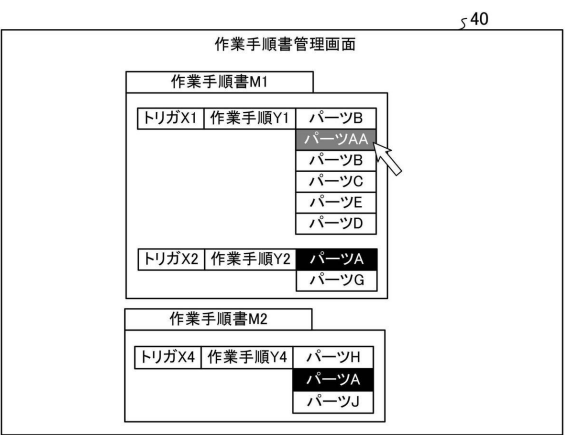 40
作業手順書管理画面
作業手順書M1
トリガX1 作業手順Y1 パーツB
パーツAA
パーツB
パーツC
パーツE
パーツD
トリガX2 作業手順Y2 パーツA
パーツG
作業手順書M2
トリガX4 作業手順Y4 パーツH
パーツA
パーツJ